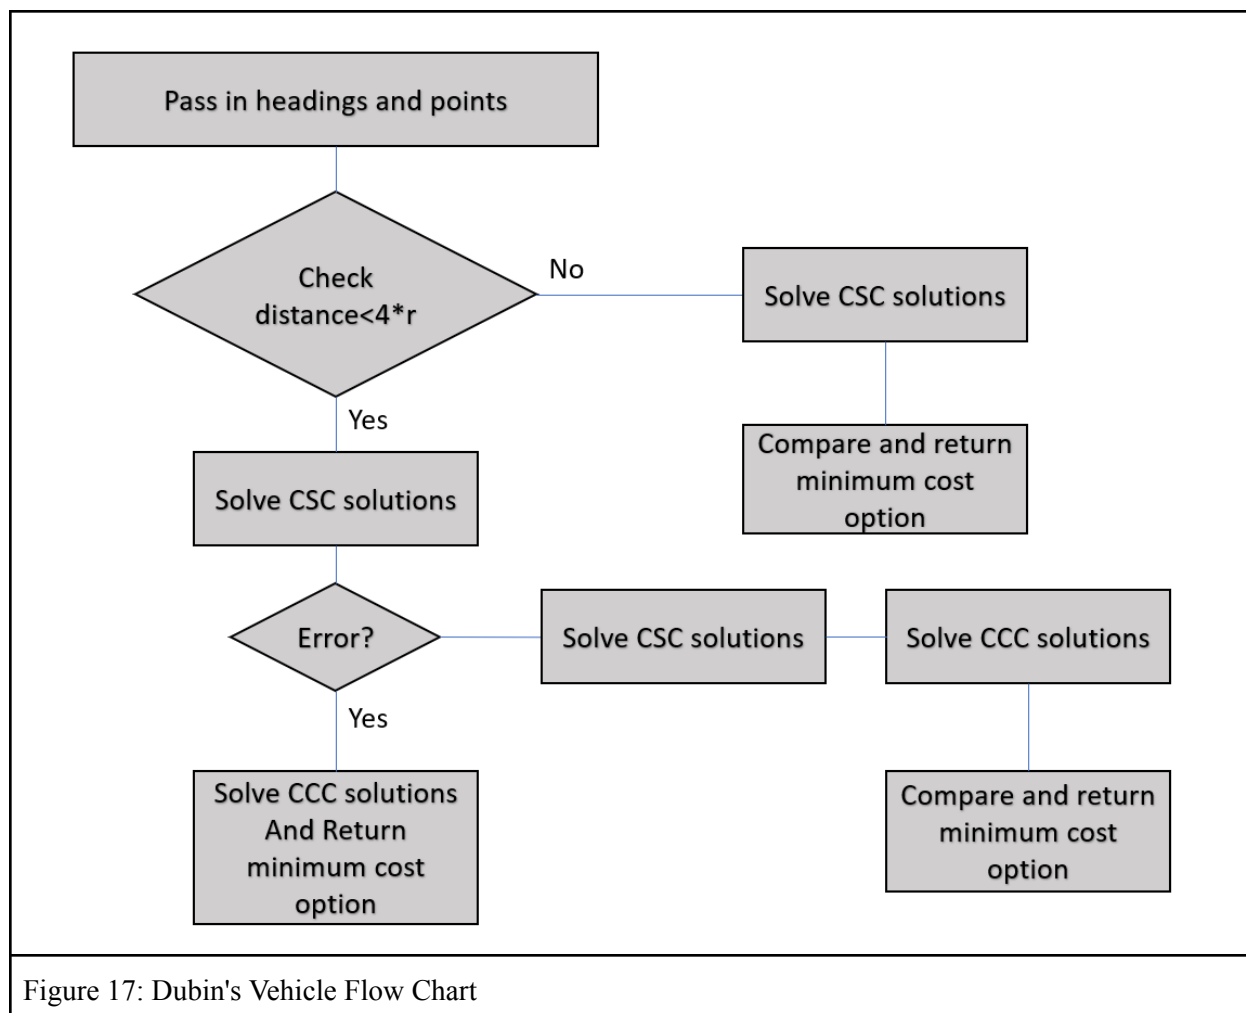 Pass in headings and points
Check
distance<4*r
No
Solve CSC solutions
Compare and return
minimum cost
option
Yes
Solve CSC solutions
Error?
Solve CSC solutions
Solve CCC solutions
Yes
Solve CCC solutions
And Return
minimum cost
option
Compare and return
minimum cost
option
Figure 17: Dubin's Vehicle Flow Chart